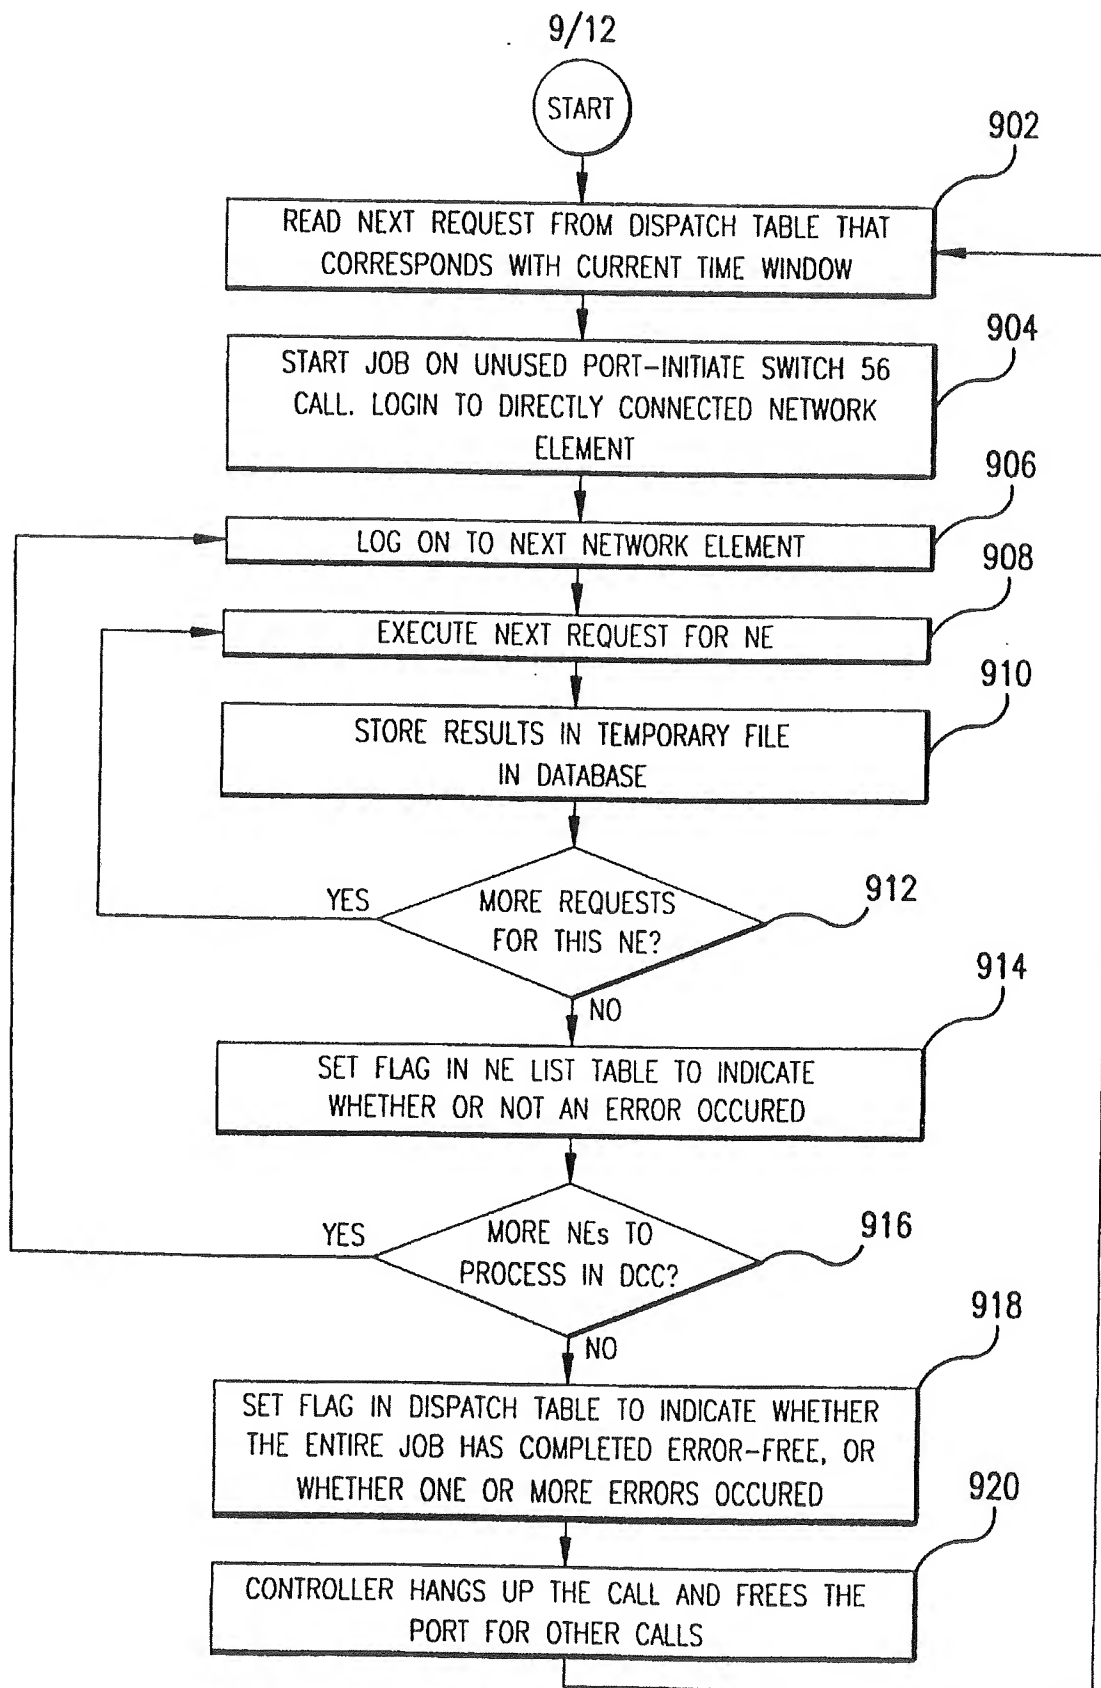 9/12
START
902
READ NEXT REQUEST FROM DISPATCH TABLE THAT
CORRESPONDS WITH CURRENT TIME WINDOW
904
START JOB ON UNUSED PORT-INITIATE SWITCH 56
CALL. LOGIN TO DIRECTLY CONNECTED NETWORK
ELEMENT
906
LOG ON TO NEXT NETWORK ELEMENT
908
EXECUTE NEXT REQUEST FOR NE
910
STORE RESULTS IN TEMPORARY FILE
IN DATABASE
912
YES
MORE REQUESTS
FOR THIS NE?
NO
914
SET FLAG IN NE LIST TABLE TO INDICATE
WHETHER OR NOT AN ERROR OCCURED
916
YES
MORE NEs TO
PROCESS IN DCC?
NO
918
SET FLAG IN DISPATCH TABLE TO INDICATE WHETHER
THE ENTIRE JOB HAS COMPLETED ERROR-FREE, OR
WHETHER ONE OR MORE ERRORS OCCURED
920
CONTROLLER HANGS UP THE CALL AND FREES THE
PORT FOR OTHER CALLS